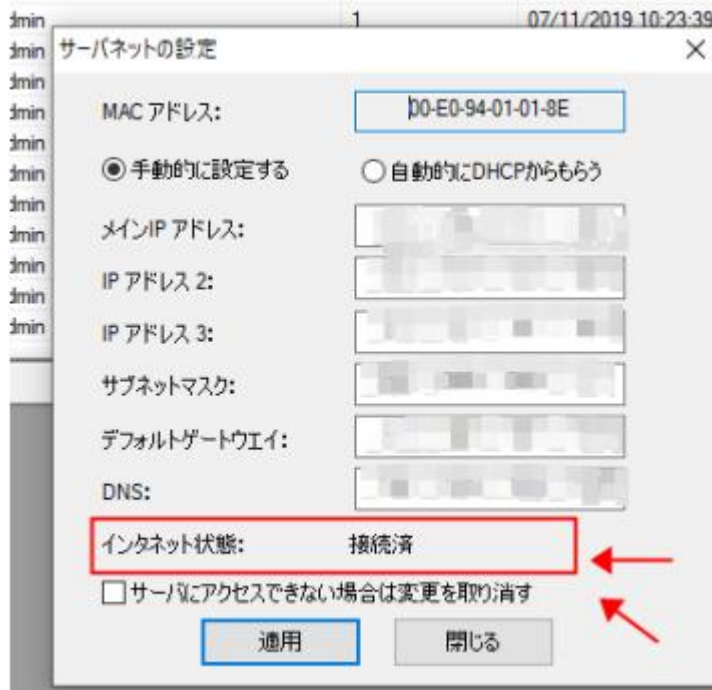 dmin 1 07/11/2019 10:23:39
dmin サーバネットの設定
dmin
dmin MAC アドレス: 00-E0-94-01-01-8E
dmin
dmin 手動的に設定する 自動的にDHCPからもらう
dmin
dmin メインIP アドレス:
dmin IP アドレス 2:
dmin
dmin IP アドレス 3:
サブネットマスク:
デフォルトゲートウエイ:
DNS:
インタネット状態: 接続済
サーバにアクセスできない場合は変更を取り消す
適用 閉じる